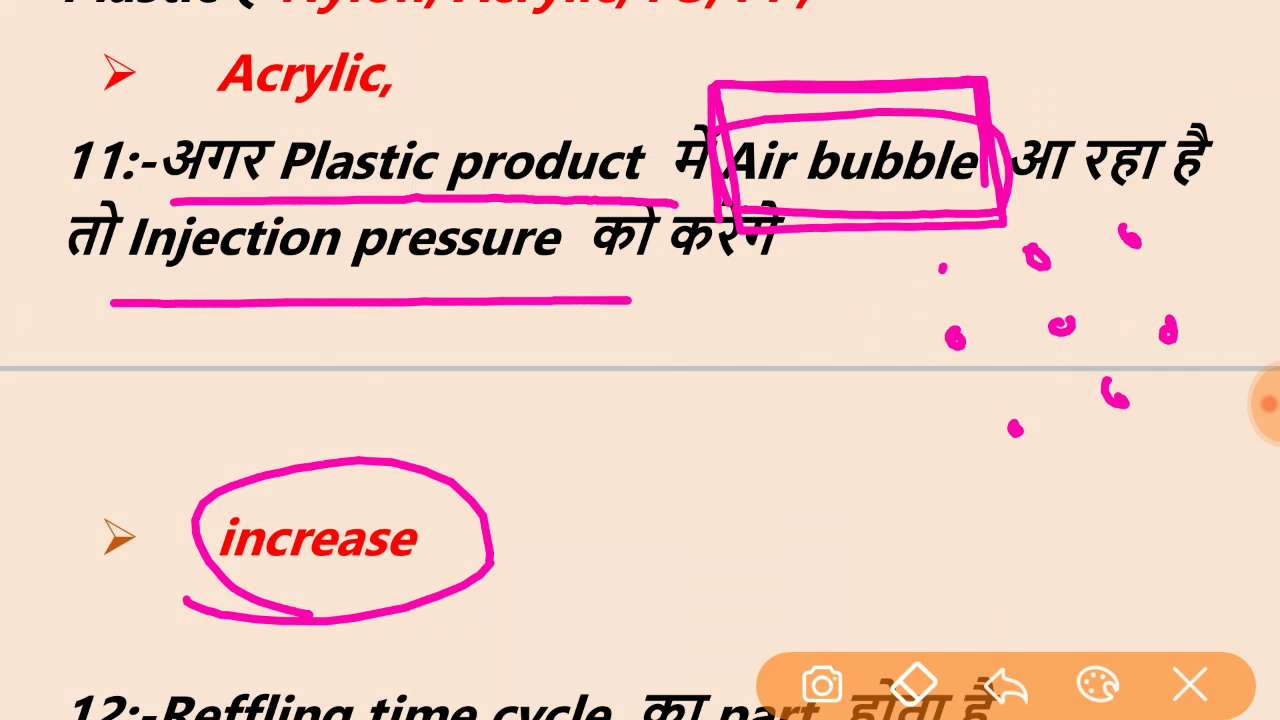 Acrylic,
11:-अगर Plastic product में Air bubble आ रहा है
तो Injection pressure को करेंगे
increase
12:-Reffling time cycle का part होता है